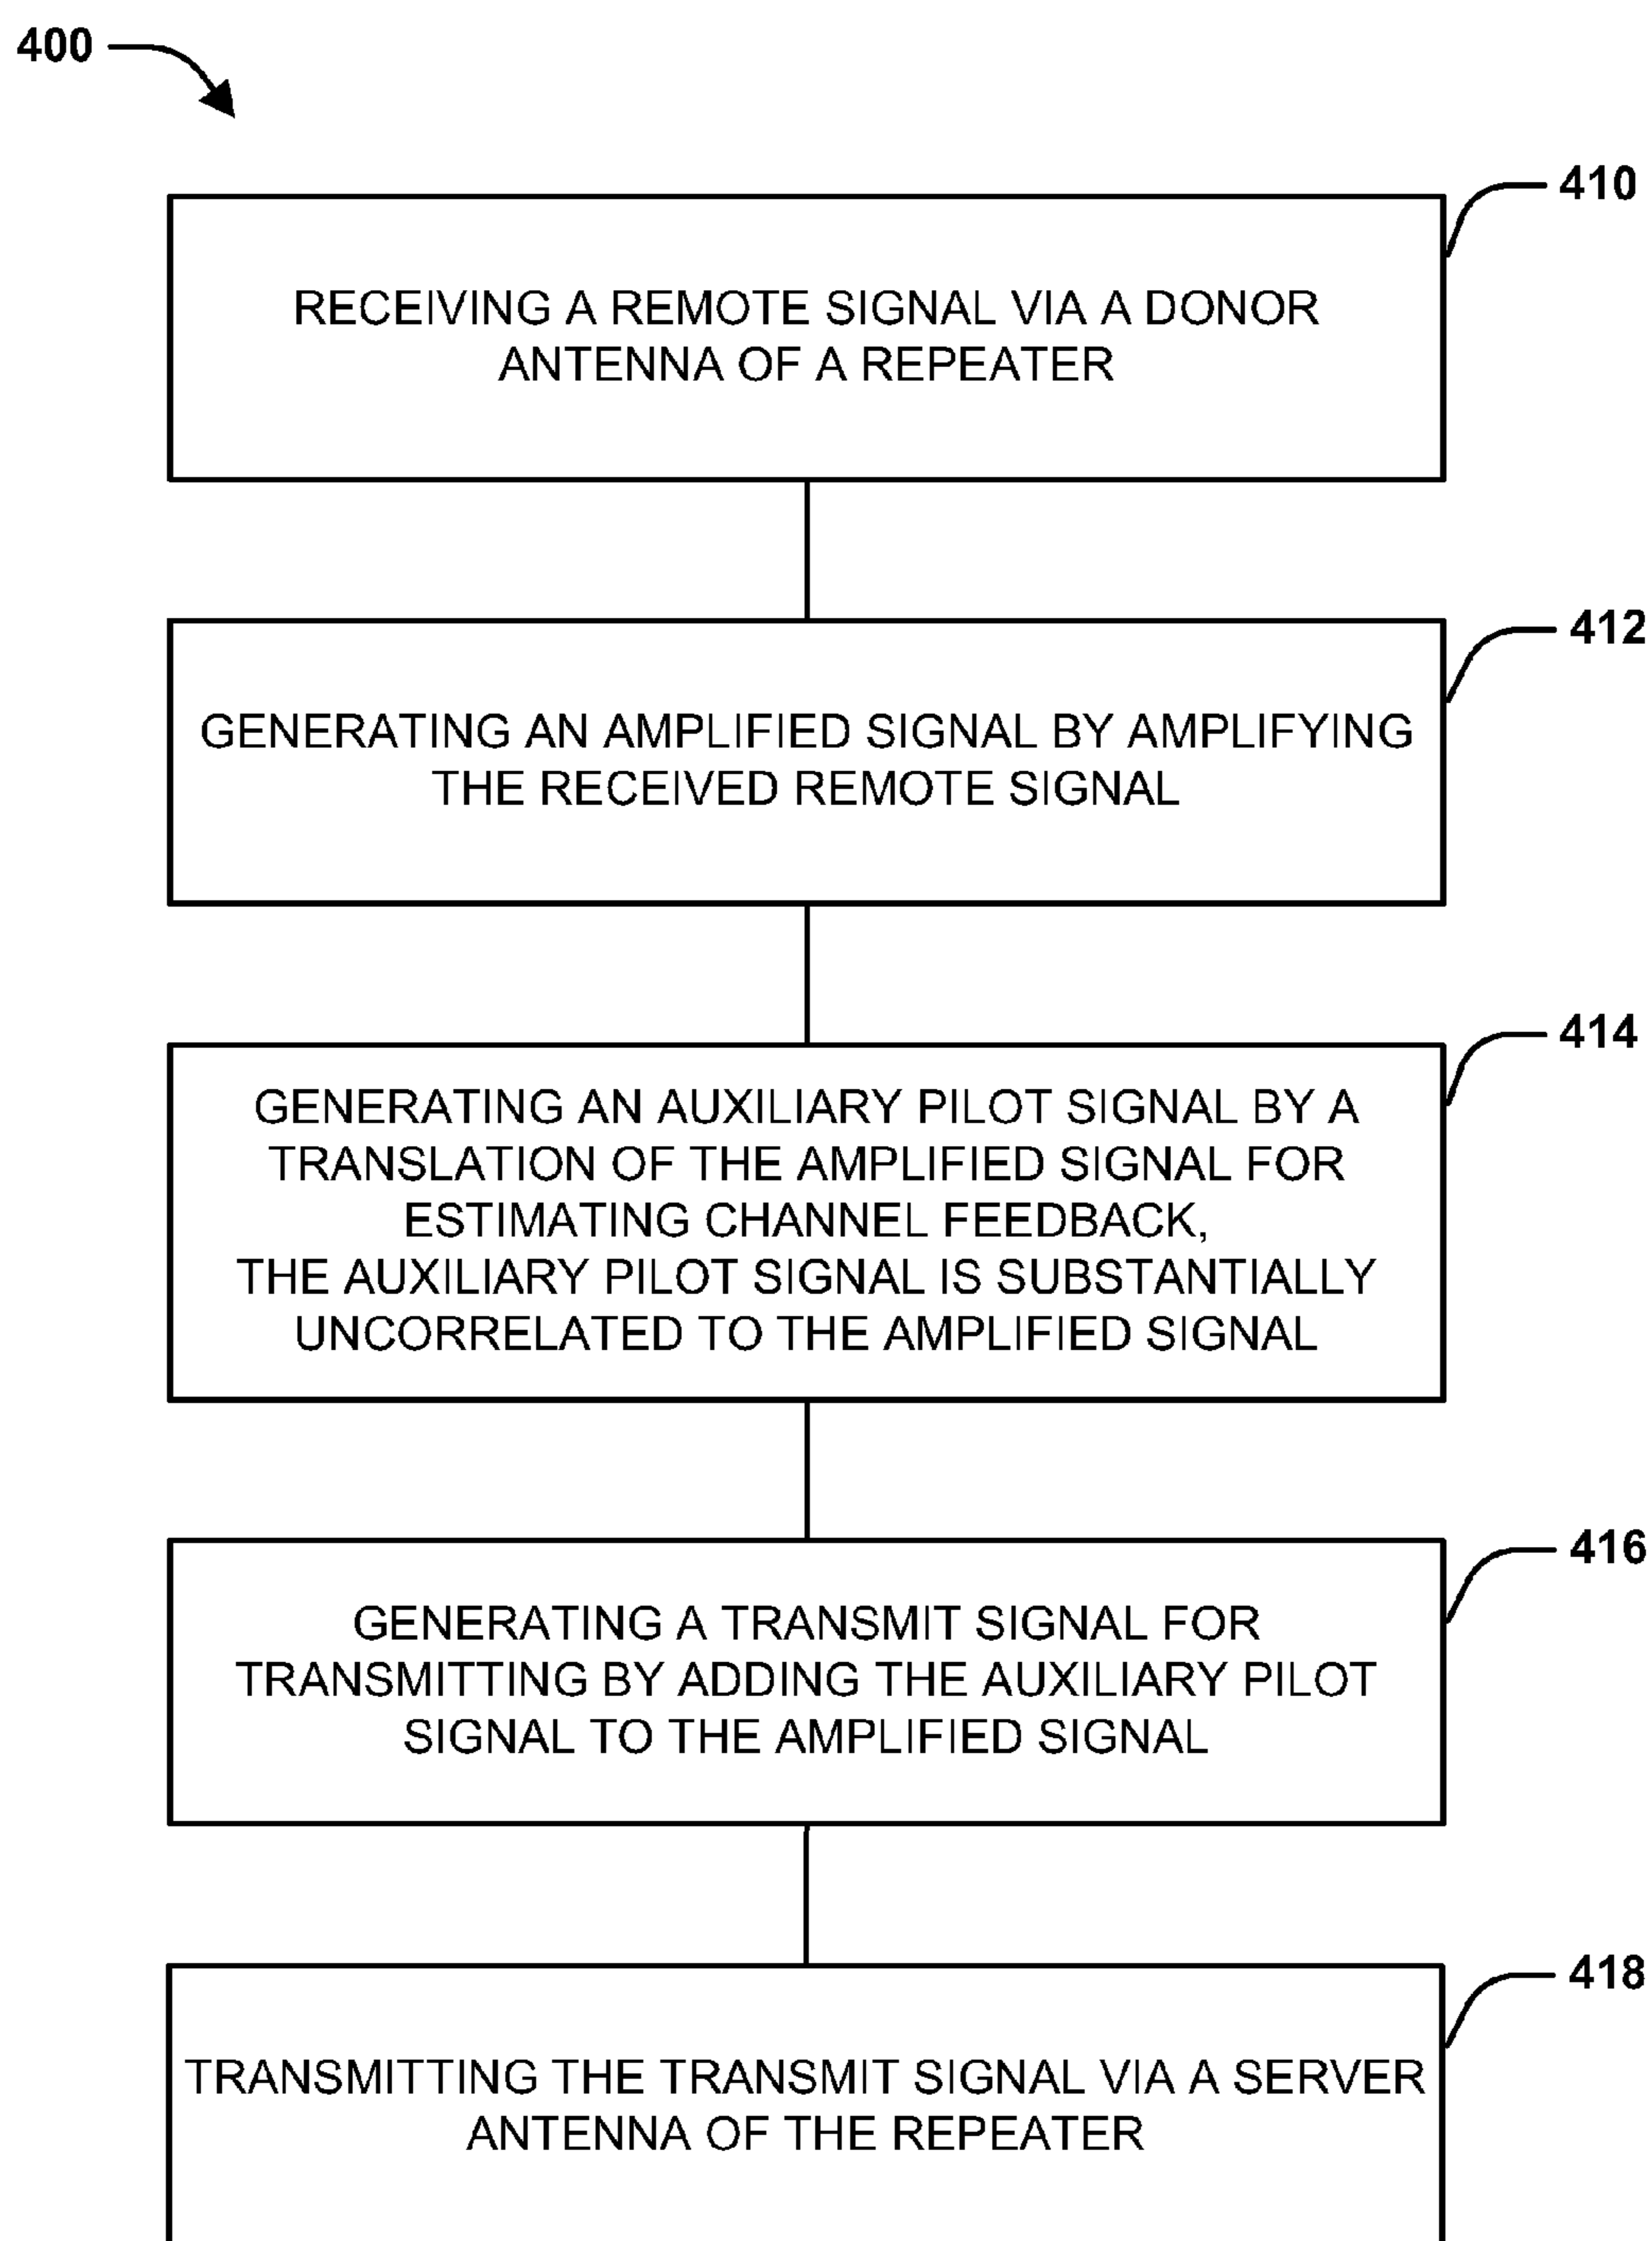 400
410
RECEIVING A REMOTE SIGNAL VIA A DONOR
ANTENNA OF A REPEATER
412
GENERATING AN AMPLIFIED SIGNAL BY AMPLIFYING
THE RECEIVED REMOTE SIGNAL
414
GENERATING AN AUXILIARY PILOT SIGNAL BY A
TRANSLATION OF THE AMPLIFIED SIGNAL FOR
ESTIMATING CHANNEL FEEDBACK,
THE AUXILIARY PILOT SIGNAL IS SUBSTANTIALLY
UNCORRELATED TO THE AMPLIFIED SIGNAL
416
GENERATING A TRANSMIT SIGNAL FOR
TRANSMITTING BY ADDING THE AUXILIARY PILOT
SIGNAL TO THE AMPLIFIED SIGNAL
418
TRANSMITTING THE TRANSMIT SIGNAL VIA A SERVER
ANTENNA OF THE REPEATER